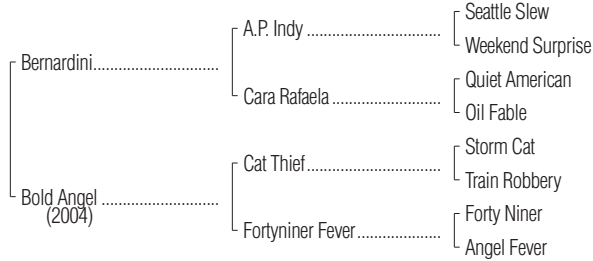 Seattle Slew
A.P. Indy
Weekend Surprise
Bernardini
Quiet American
Cara Rafaela
Oil Fable
Storm Cat
Cat Thief
Train Robbery
Bold Angel
(2004)
Forty Niner
Fortyniner Fever
Angel Fever